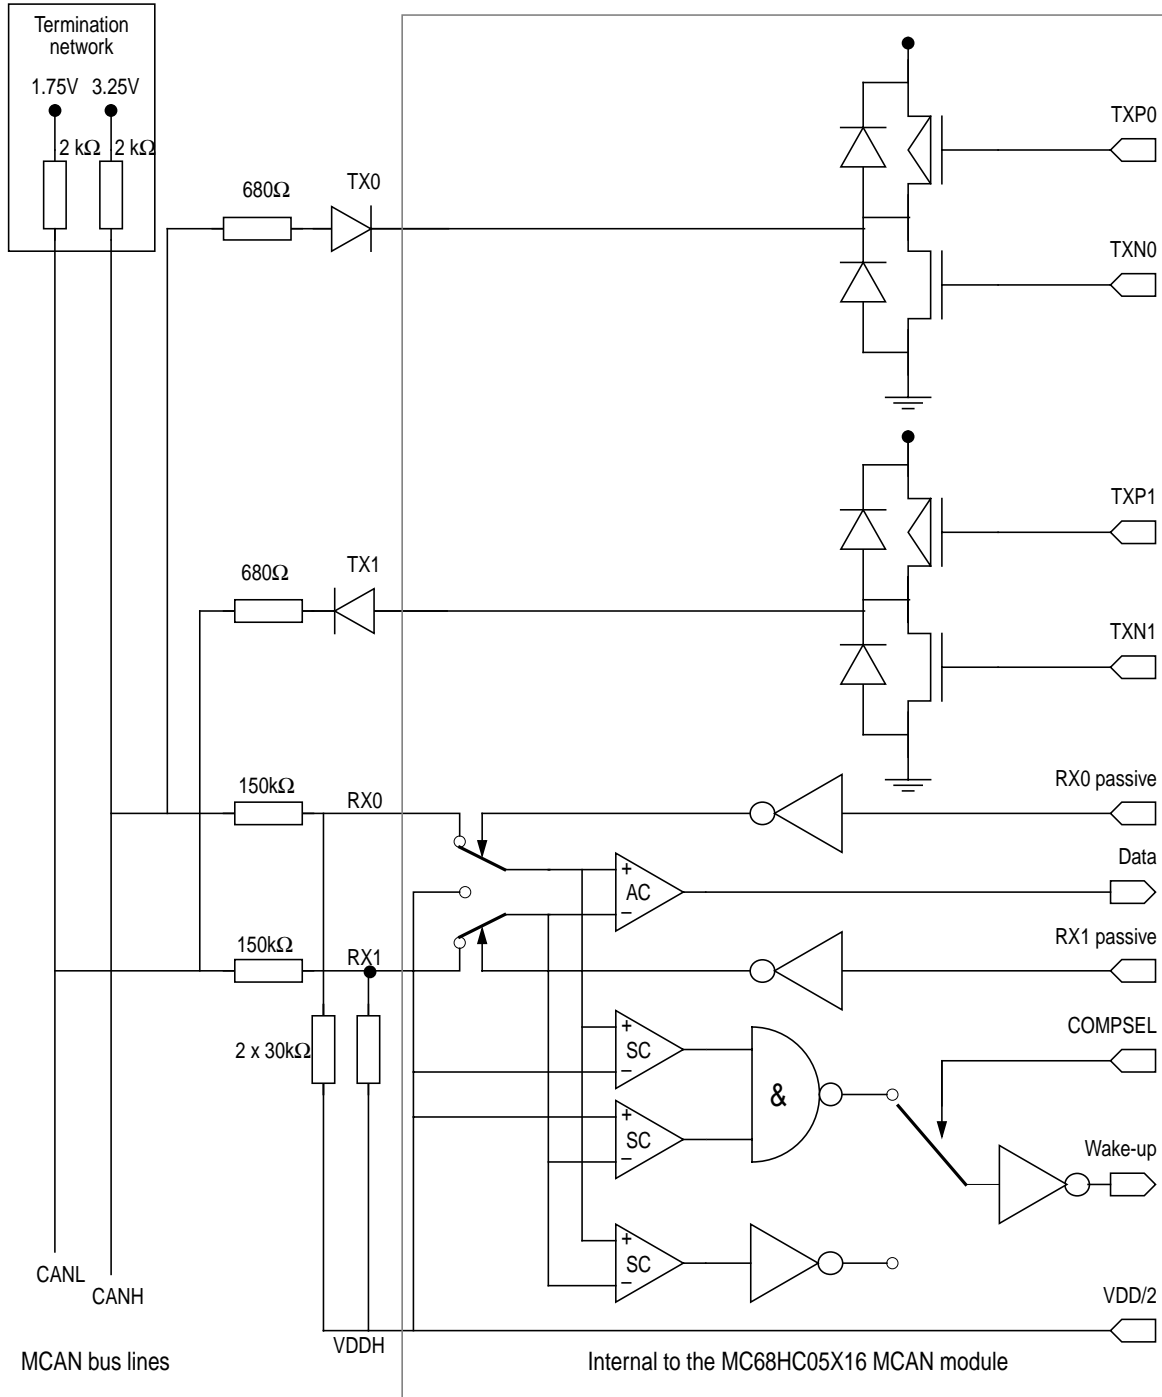 Termination
network
1.75V 3.25V
2 kΩ 2 kΩ
TXP0
680Ω
TX0
TXN0
TXP1
680Ω
TX1
TXN1
RX0 passive
150kΩ
RX0
Data
+
AC
−
RX1 passive
150kΩ
RX1
COMPSEL
2 x 30kΩ
+
SC
−
&
+
SC
−
Wake-up
+
SC
−
CANL
CANH
VDD/2
VDDH
MCAN bus lines
Internal to the MC68HC05X16 MCAN module